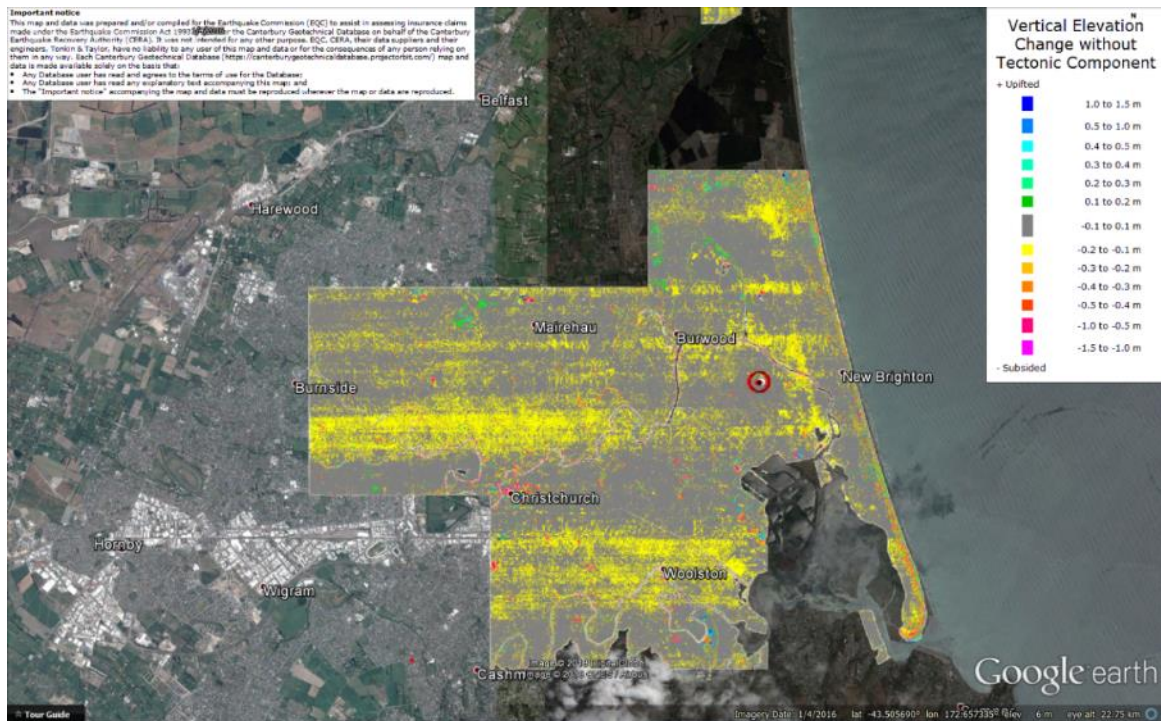 Important notice
This map and data was prepared and/or compiled for the Earthquake Commission (EQC) to assist in assessing insurance claims
made under the Earthquake Commission Act 1993 for the Canterbury Geotechnical Database on behalf of the Canterbury
Earthquake Recovery Authority (CERA). It was not intended for any other purpose. EQC, CERA, their data suppliers and their
engineers, Tonkin & Taylor, have no liability to any user of this map and data or for the consequences of any person relying on
them in any way. Each Canterbury Geotechnical Database (https://canterburygeotechnicaldatabase.projectorbit.com/) map and
data is made available solely on the basis that:
▪ Any Database user has read and agrees to the terms of use for the Database;
▪ Any Database user has read any explanatory text accompanying this map; and
▪ The "Important notice" accompanying the map and data must be reproduced wherever the map or data are reproduced.
N
Vertical Elevation
Change without
Tectonic Component
+ Uplifted
1.0 to 1.5 m
0.5 to 1.0 m
0.4 to 0.5 m
0.3 to 0.4 m
0.2 to 0.3 m
0.1 to 0.2 m
-0.1 to 0.1 m
-0.2 to -0.1 m
-0.3 to -0.2 m
-0.4 to -0.3 m
-0.5 to -0.4 m
-1.0 to -0.5 m
-1.5 to -1.0 m
- Subsided
Belfast
Harewood
Mairehau
Burwood
New Brighton
Burnside
Christchurch
Hornby
Woolston
Wigram
Cashm
Google earth
Tour Guide
Imagery Date: 1/4/2016 lat -43.505690° lon 172.657335° elev 6 m eye alt 22.75 km